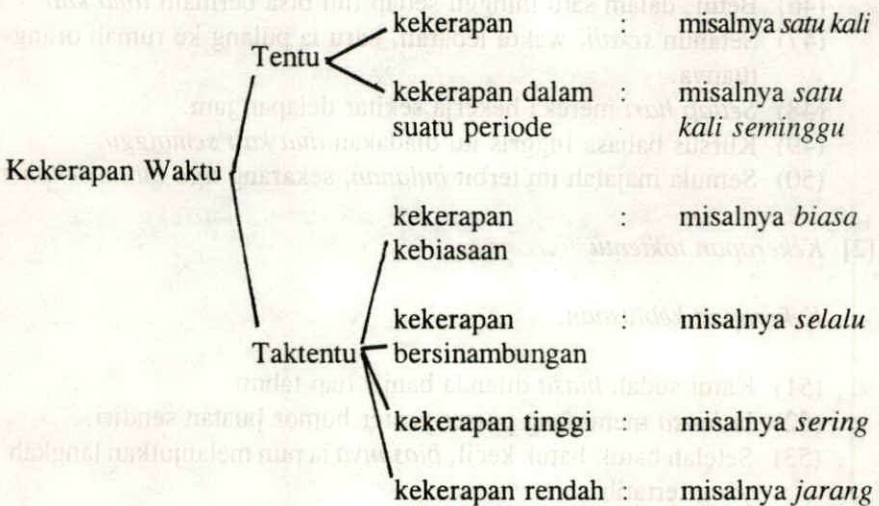 kekerapan : misalnya satu kali
Tentu
kekerapan dalam : misalnya satu
suatu periode kali seminggu
Kekerapan Waktu
kekerapan : misalnya biasa
kebiasaan
kekerapan : misalnya selalu
Taktentu bersinambungan
kekerapan tinggi : misalnya sering
kekerapan rendah : misalnya jarang